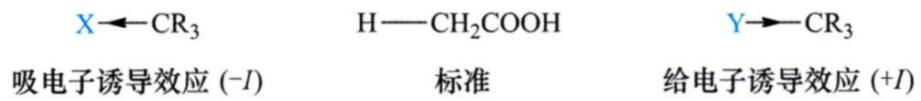 X←CR₃ H—CH₂COOH Y→CR₃
吸电子诱导效应 (–I) 标准 给电子诱导效应 (+I)